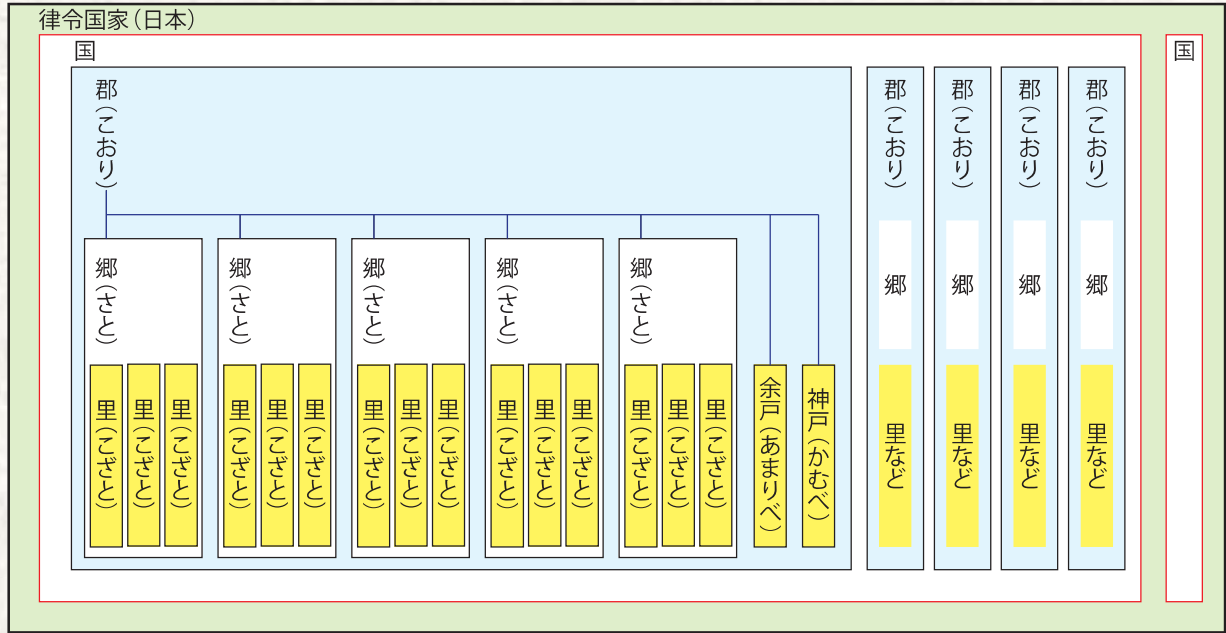 律令国家（日本）
国
郡（こおり）
郷（さと）
里（こざと）
里（こざと）
里（こざと）
郷（さと）
里（こざと）
里（こざと）
里（こざと）
郷（さと）
里（こざと）
里（こざと）
里（こざと）
郷（さと）
里（こざと）
里（こざと）
里（こざと）
郷（さと）
里（こざと）
里（こざと）
里（こざと）
余戸（あまりべ）
神戸（かむべ）
郡（こおり）
郷
里など
郡（こおり）
郷
里など
郡（こおり）
郷
里など
郡（こおり）
郷
里など
国